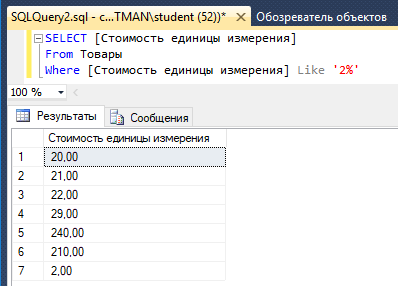 SQLQuery2.sql - c...TMAN\student (52))* Обозреватель объектов
SELECT [Стоимость единицы измерения]
From Товары
Where [Стоимость единицы измерения] Like '2%'
100 %
Результаты Сообщения
Стоимость единицы измерения
1 20,00
2 21,00
3 22,00
4 29,00
5 240,00
6 210,00
7 2,00